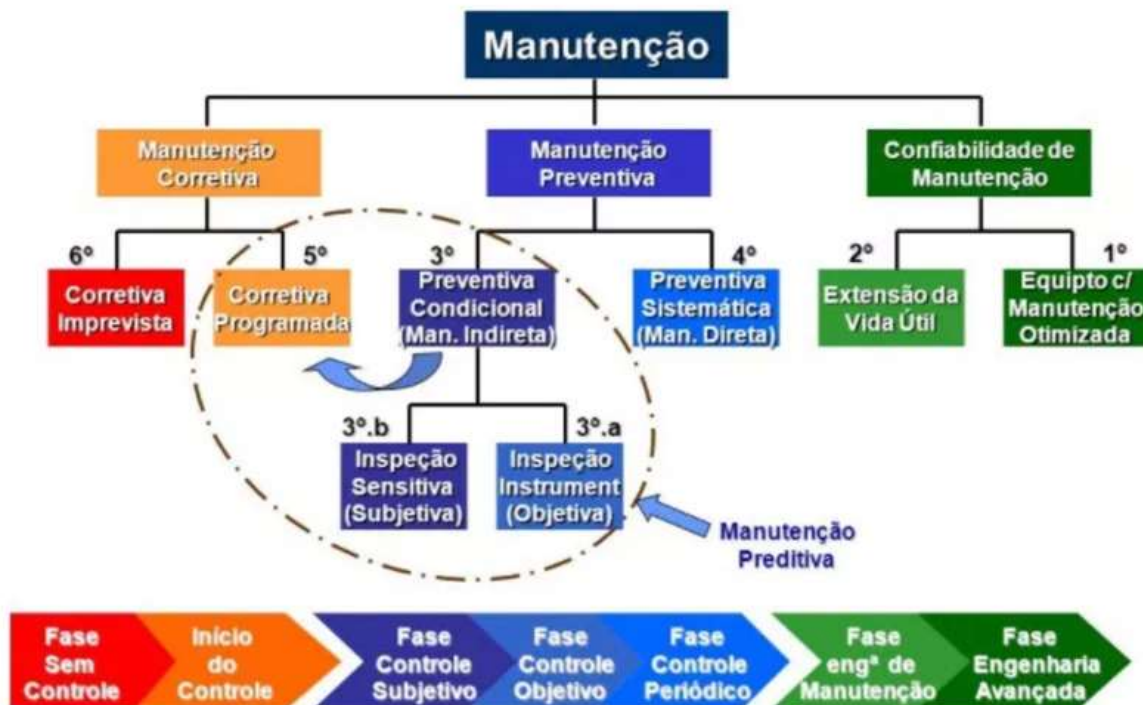 Manutenção
Manutenção
Corretiva
Manutenção
Preventiva
Confiabilidade de
Manutenção
6º
5º
3º
4º
2º
1º
Corretiva
Imprevista
Corretiva
Programada
Preventiva
Condicional
(Man. Indireta)
Preventiva
Sistemática
(Man. Direta)
Extensão da
Vida Útil
Equipto c/
Manutenção
Otimizada
3º.b
3º.a
Inspeção
Sensitiva
(Subjetiva)
Inspeção
Instrument
(Objetiva)
Manutenção
Preditiva
Fase
Sem
Controle
Início
do
Controle
Fase
Controle
Subjetivo
Fase
Controle
Objetivo
Fase
Controle
Periódico
Fase
engª de
Manutenção
Fase
Engenharia
Avançada